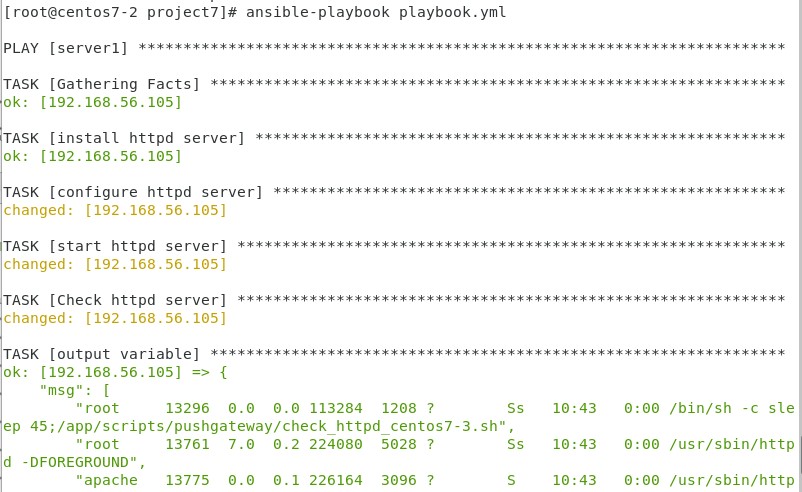 [root@centos7-2 project7]# ansible-playbook playbook.yml
PLAY [server1] ************************************************************************
TASK [Gathering Facts] ****************************************************************
ok: [192.168.56.105]
TASK [install httpd server] ***********************************************************
ok: [192.168.56.105]
TASK [configure httpd server] *********************************************************
changed: [192.168.56.105]
TASK [start httpd server] *************************************************************
changed: [192.168.56.105]
TASK [Check httpd server] *************************************************************
changed: [192.168.56.105]
TASK [output variable] ****************************************************************
ok: [192.168.56.105] => {
    "msg": [
        "root     13296  0.0  0.0 113284  1208 ?        Ss   10:43   0:00 /bin/sh -c sle
ep 45;/app/scripts/pushgateway/check_httpd_centos7-3.sh",
        "root     13761  7.0  0.2 224080  5028 ?        Ss   10:43   0:00 /usr/sbin/http
d -DFOREGROUND",
        "apache   13775  0.0  0.1 226164  3096 ?        S    10:43   0:00 /usr/sbin/http